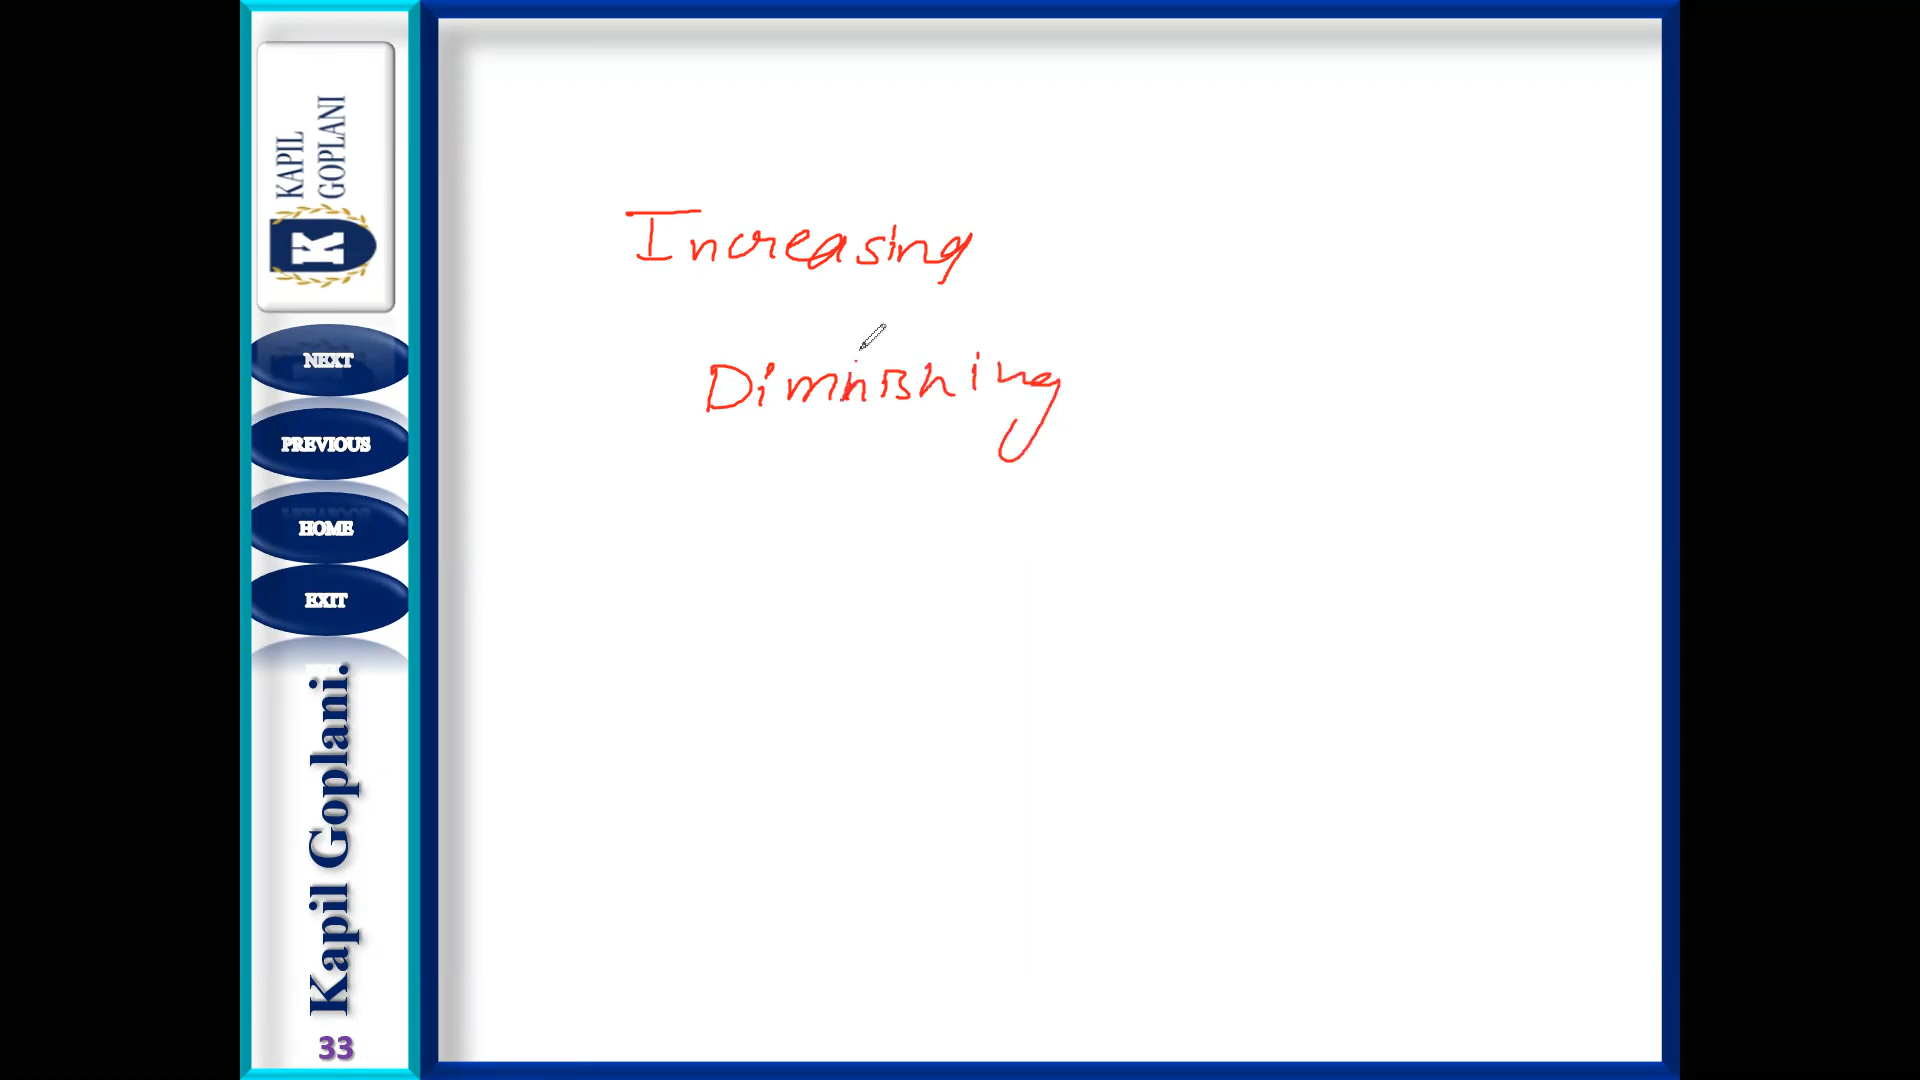 KAPIL
GOPLANI
K
NEXT
PREVIOUS
HOME
EXIT
Kapil Goplani.
33
Increasing
Diminishing